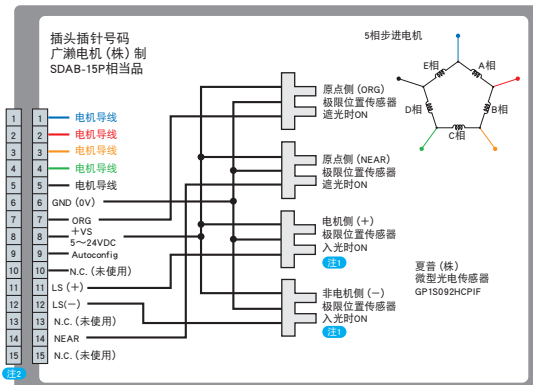 插头插针号码
广濑电机 (株) 制
SDAB-15P相当品
5相步进电机
E相
A相
D相
B相
C相
1 1 电机导线
2 2 电机导线
3 3 电机导线
4 4 电机导线
5 5 电机导线
6 6 GND (0V)
7 7 ORG
8 8 +VS
5~24VDC
9 9 Autoconfig
10 10 N.C. (未使用)
11 11 LS (+)
12 12 LS(-)
13 13 N.C. (未使用)
14 14 NEAR
15 15 N.C. (未使用)
注2
原点侧 (ORG)
极限位置传感器
遮光时ON
原点侧 (NEAR)
极限位置传感器
遮光时ON
电机侧 (+)
极限位置传感器
入光时ON
注1
非电机侧 (-)
极限位置传感器
入光时ON
注1
夏普 (株)
微型光电传感器
GP1S092HCPIF